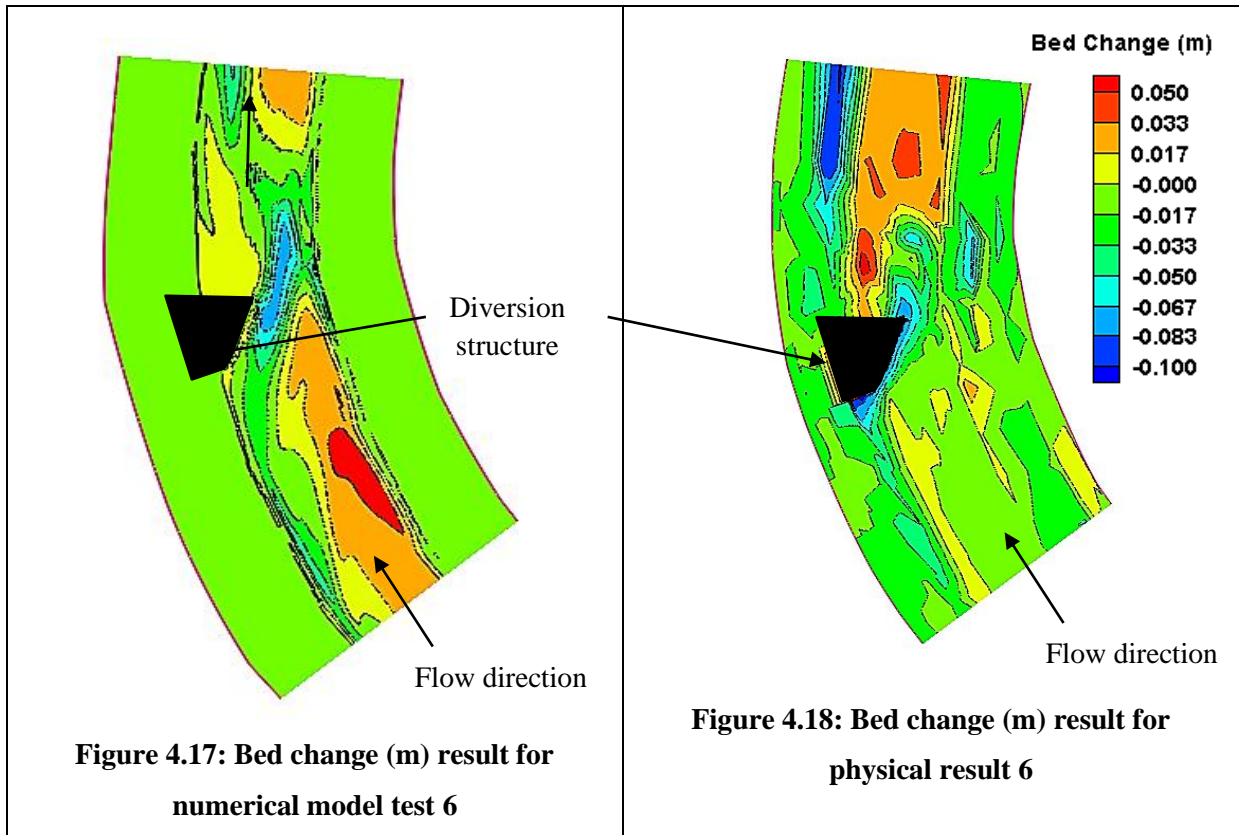 Bed Change (m)
0.050
0.033
0.017
-0.000
-0.017
-0.033
-0.050
-0.067
-0.083
-0.100
Diversion
structure
Flow direction
Flow direction
Figure 4.17: Bed change (m) result for
numerical model test 6
Figure 4.18: Bed change (m) result for
physical result 6